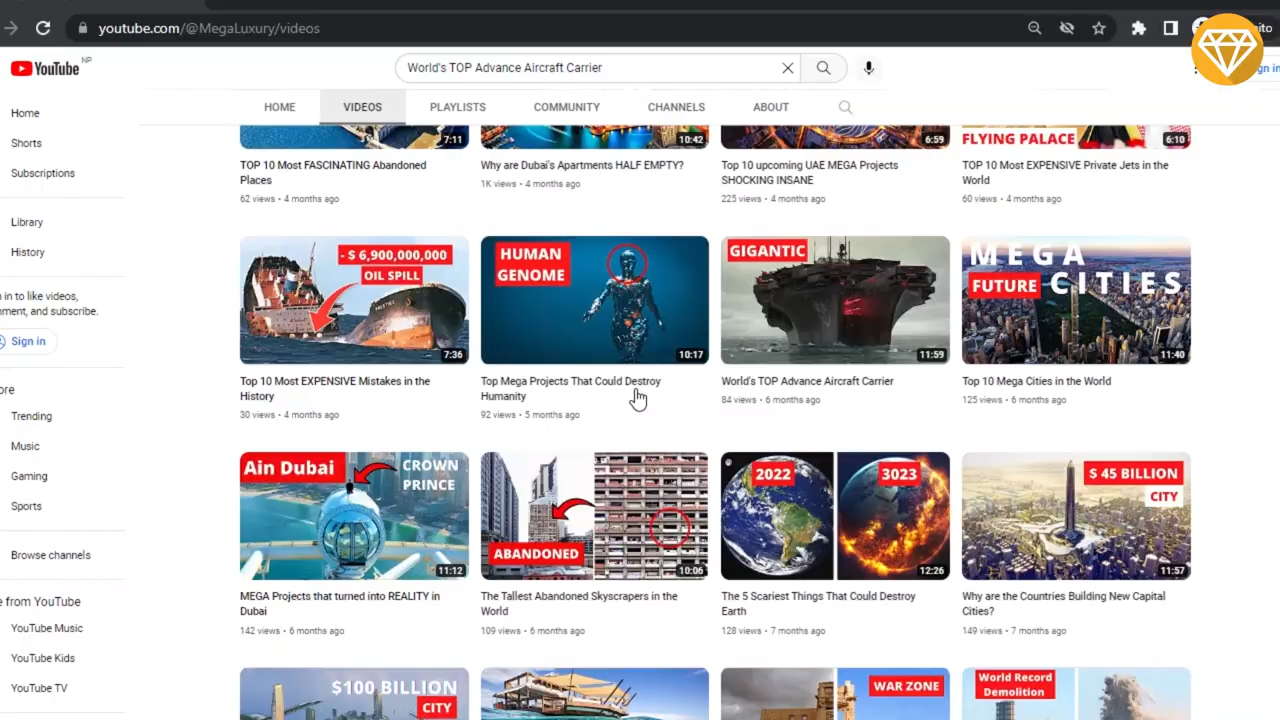 youtube.com/@MegaLuxury/videos
YouTube NP
World's TOP Advance Aircraft Carrier
HOME VIDEOS PLAYLISTS COMMUNITY CHANNELS ABOUT
Home
Shorts
Subscriptions
Library
History
in to like videos,
mment, and subscribe.
Sign in
ore
Trending
Music
Gaming
Sports
Browse channels
e from YouTube
YouTube Music
YouTube Kids
YouTube TV
7:11
10:42
6:59
FLYING PALACE
6:10
TOP 10 Most FASCINATING Abandoned
Places
62 views • 4 months ago
Why are Dubai's Apartments HALF EMPTY?
1K views • 4 months ago
Top 10 upcoming UAE MEGA Projects
SHOCKING INSANE
225 views • 4 months ago
TOP 10 Most EXPENSIVE Private Jets in the
World
60 views • 4 months ago
- $ 6,900,000,000
OIL SPILL
7:36
HUMAN
GENOME
10:17
GIGANTIC
11:59
MEGA
FUTURE CITIES
11:40
Top 10 Most EXPENSIVE Mistakes in the
History
30 views • 4 months ago
Top Mega Projects That Could Destroy
Humanity
92 views • 5 months ago
World's TOP Advance Aircraft Carrier
84 views • 6 months ago
Top 10 Mega Cities in the World
125 views • 6 months ago
Ain Dubai
CROWN
PRINCE
11:12
ABANDONED
10:06
2022
3023
12:26
$ 45 BILLION
CITY
11:57
MEGA Projects that turned into REALITY in
Dubai
142 views • 6 months ago
The Tallest Abandoned Skyscrapers in the
World
109 views • 6 months ago
The 5 Scariest Things That Could Destroy
Earth
128 views • 7 months ago
Why are the Countries Building New Capital
Cities?
149 views • 7 months ago
$100 BILLION
CITY
WAR ZONE
World Record
Demolition